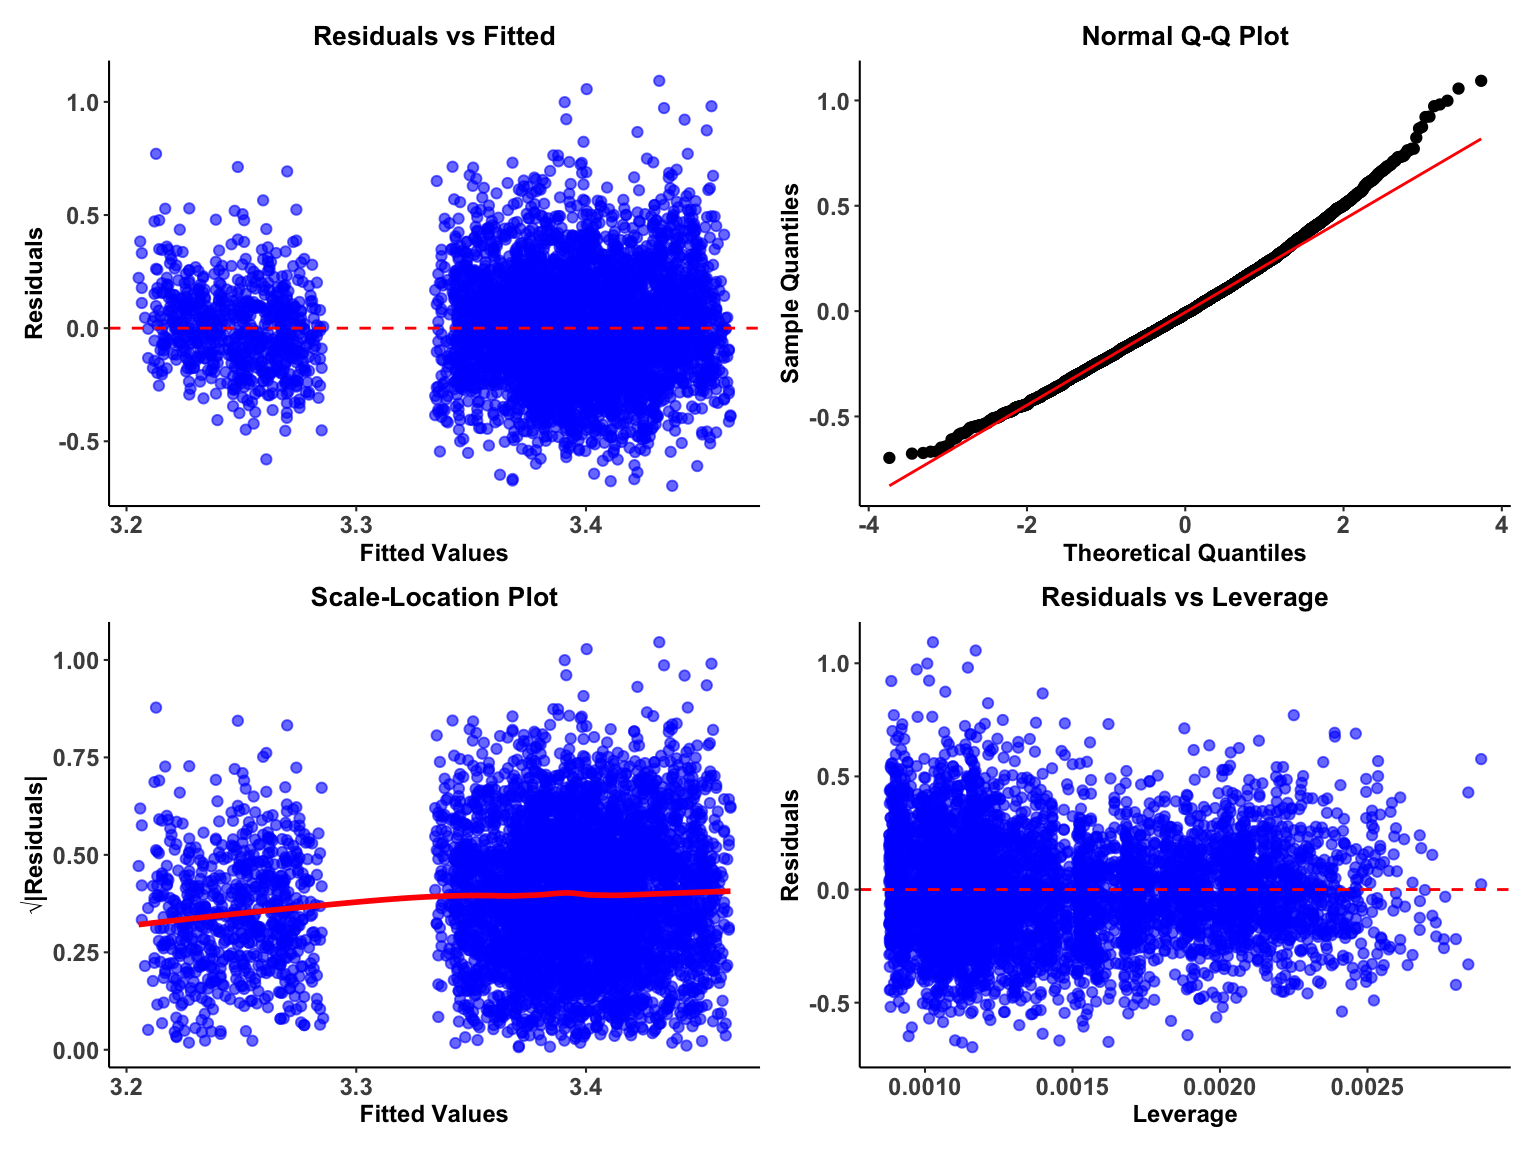 Residuals vs Fitted
Residuals
1.0
0.5
0.0
-0.5
3.2 3.3 3.4
Fitted Values
Normal Q-Q Plot
Sample Quantiles
1.0
0.5
0.0
-0.5
-4 -2 0 2 4
Theoretical Quantiles
Scale-Location Plot
√|Residuals|
1.00
0.75
0.50
0.25
0.00
3.2 3.3 3.4
Fitted Values
Residuals vs Leverage
Residuals
1.0
0.5
0.0
-0.5
0.0010 0.0015 0.0020 0.0025
Leverage